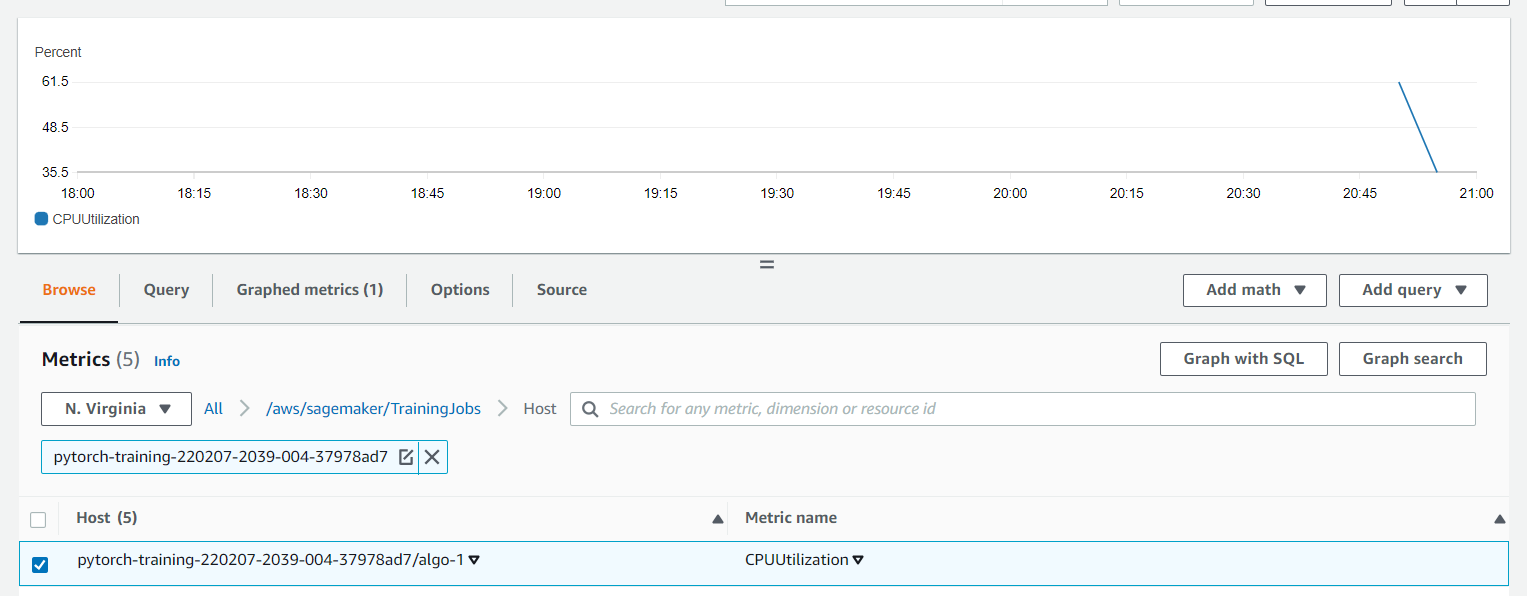 Percent
61.5
48.5
35.5
18:00 18:15 18:30 18:45 19:00 19:15 19:30 19:45 20:00 20:15 20:30 20:45 21:00
CPUUtilization
Browse Query Graphed metrics (1) Options Source Add math Add query
Metrics (5) Info Graph with SQL Graph search
N. Virginia All /aws/sagemaker/TrainingJobs Host Search for any metric, dimension or resource id
pytorch-training-220207-2039-004-37978ad7
Host (5) Metric name
pytorch-training-220207-2039-004-37978ad7/algo-1 CPUUtilization